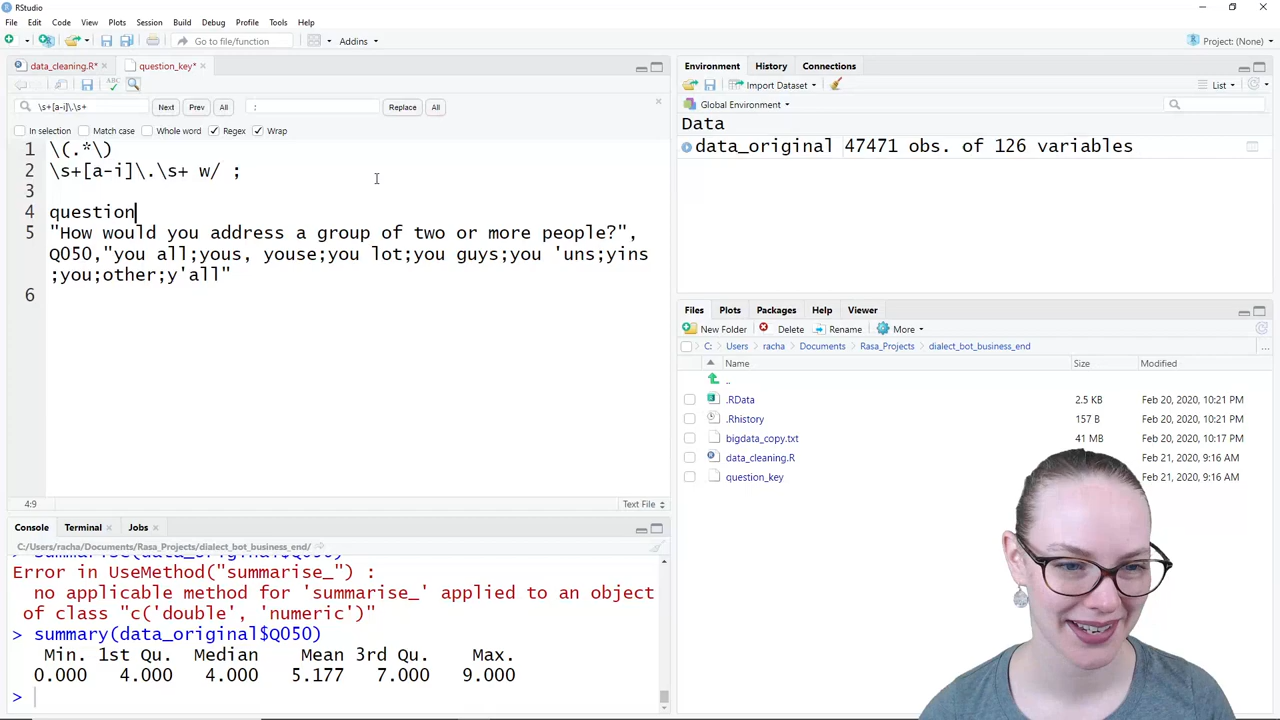 RStudio
File Edit Code View Plots Session Build Debug Profile Tools Help
Go to file/function Addins Project: (None)
data_cleaning.R* question_key*
ABC
\s+[a-i]\\s+ Next Prev All : Replace All
In selection Match case Whole word Regex Wrap
1 \(.*\)
2 \s+[a-i]\.\s+ w/ ;
3
4 question
5 "How would you address a group of two or more people?",
Q050,"you all;yous, youse;you lot;you guys;you 'uns;yins
;you;other;y'all"
6
4:9 Text File
Console Terminal Jobs
C:/Users/racha/Documents/Rasa_Projects/dialect_bot_business_end/
> summarise(data_original$Q050)
Error in UseMethod("summarise_") :
no applicable method for 'summarise_' applied to an object
of class "c('double', 'numeric')"
> summary(data_original$Q050)
Min. 1st Qu. Median Mean 3rd Qu. Max.
0.000 4.000 4.000 5.177 7.000 9.000
>
Environment History Connections
Import Dataset List
Global Environment
Data
data_original 47471 obs. of 126 variables
Files Plots Packages Help Viewer
New Folder Delete Rename More
C: Users racha Documents Rasa_Projects dialect_bot_business_end ...
Name Size Modified
..
.RData 2.5 KB Feb 20, 2020, 10:21 PM
.Rhistory 157 B Feb 20, 2020, 10:21 PM
bigdata_copy.txt 41 MB Feb 20, 2020, 10:17 PM
data_cleaning.R Feb 21, 2020, 9:16 AM
question_key Feb 21, 2020, 9:16 AM